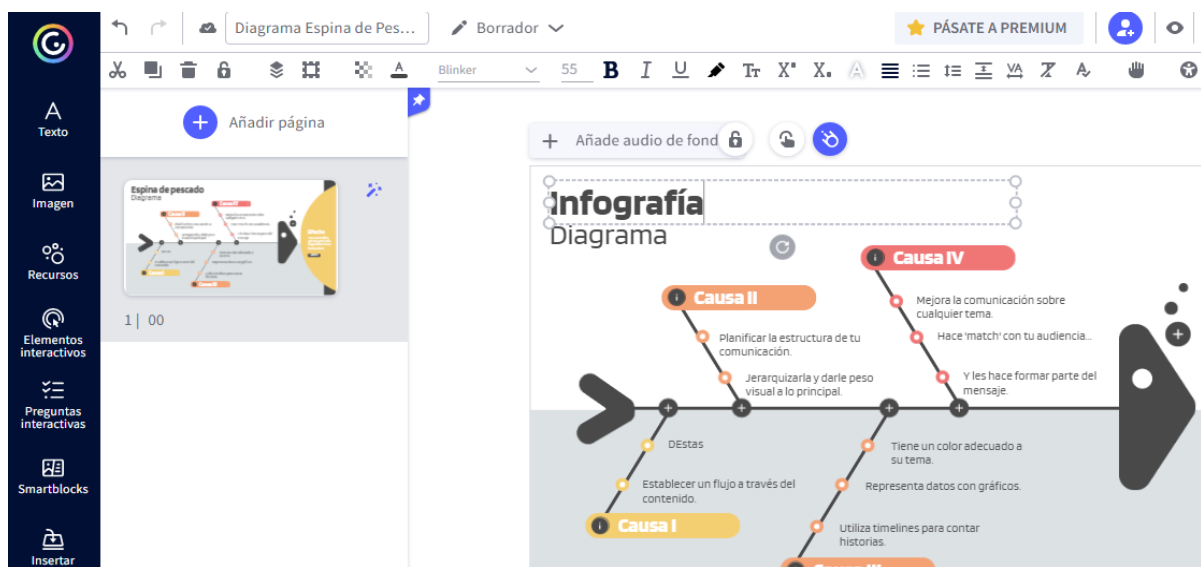 Diagrama Espina de Pes...
Borrador
PÁSATE A PREMIUM
Blinker
55
B I U Tr X X
VA
Texto
Imagen
Recursos
Elementos
interactivos
Preguntas
interactivas
Smartblocks
Insertar
Añadir página
Espina de pescado
Diagrama
1 | 00
Añade audio de fond
Infografía
Diagrama
Causa IV
Mejora la comunicación sobre
cualquier tema.
Hace 'match' con tu audiencia...
Y les hace formar parte del
mensaje.
Causa II
Planificar la estructura de tu
comunicación.
Jerarquizarla y darle peso
visual a lo principal.
DEstas
Establecer un flujo a través del
contenido.
Causa I
Tiene un color adecuado a
su tema.
Representa datos con gráficos.
Utiliza timelines para contar
historias.
Causa III